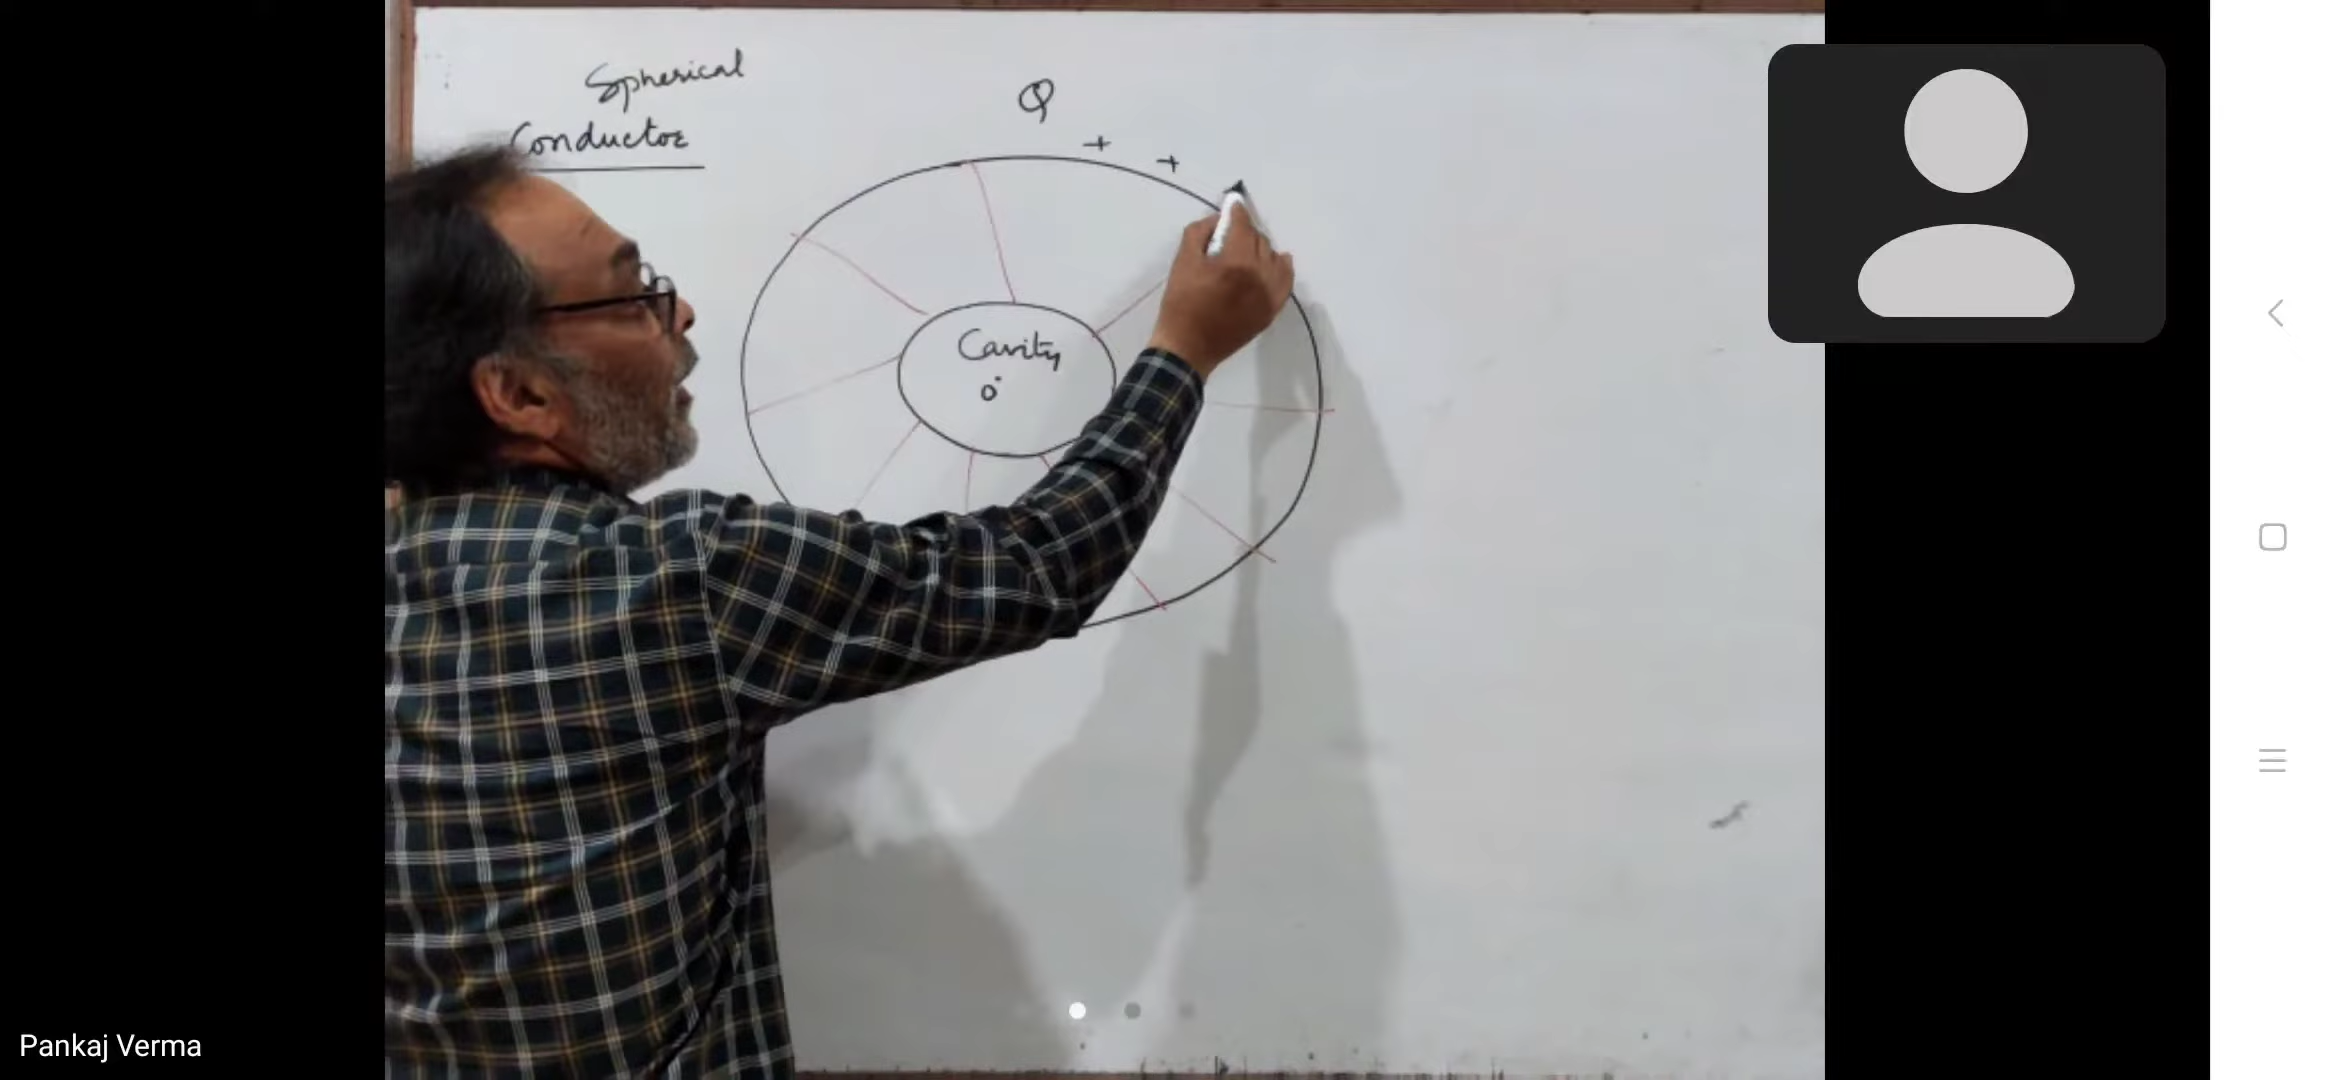 Spherical
Conductor
Q
+ +
Cavity
O
Pankaj Verma